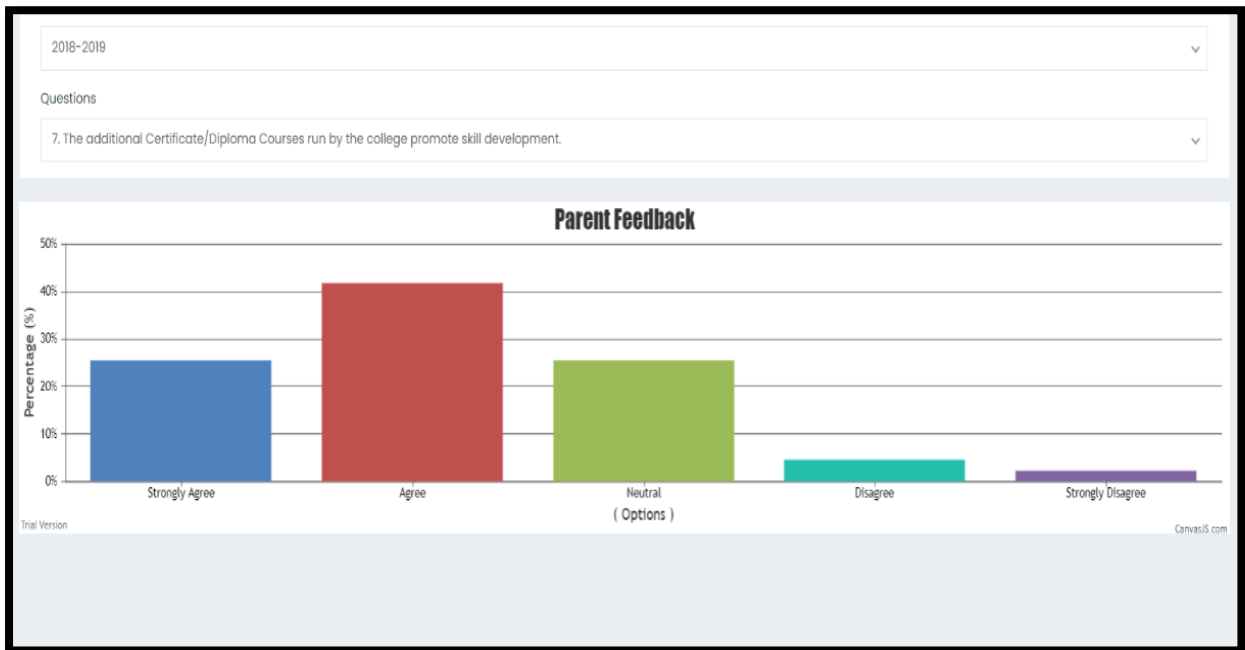 2018-2019
Questions
7. The additional Certificate/Diploma Courses run by the college promote skill development.
Parent Feedback
Percentage (%)
50%
40%
30%
20%
10%
0%
Strongly Agree
Agree
Neutral
Disagree
Strongly Disagree
( Options )
Trial Version
CanvasJS.com